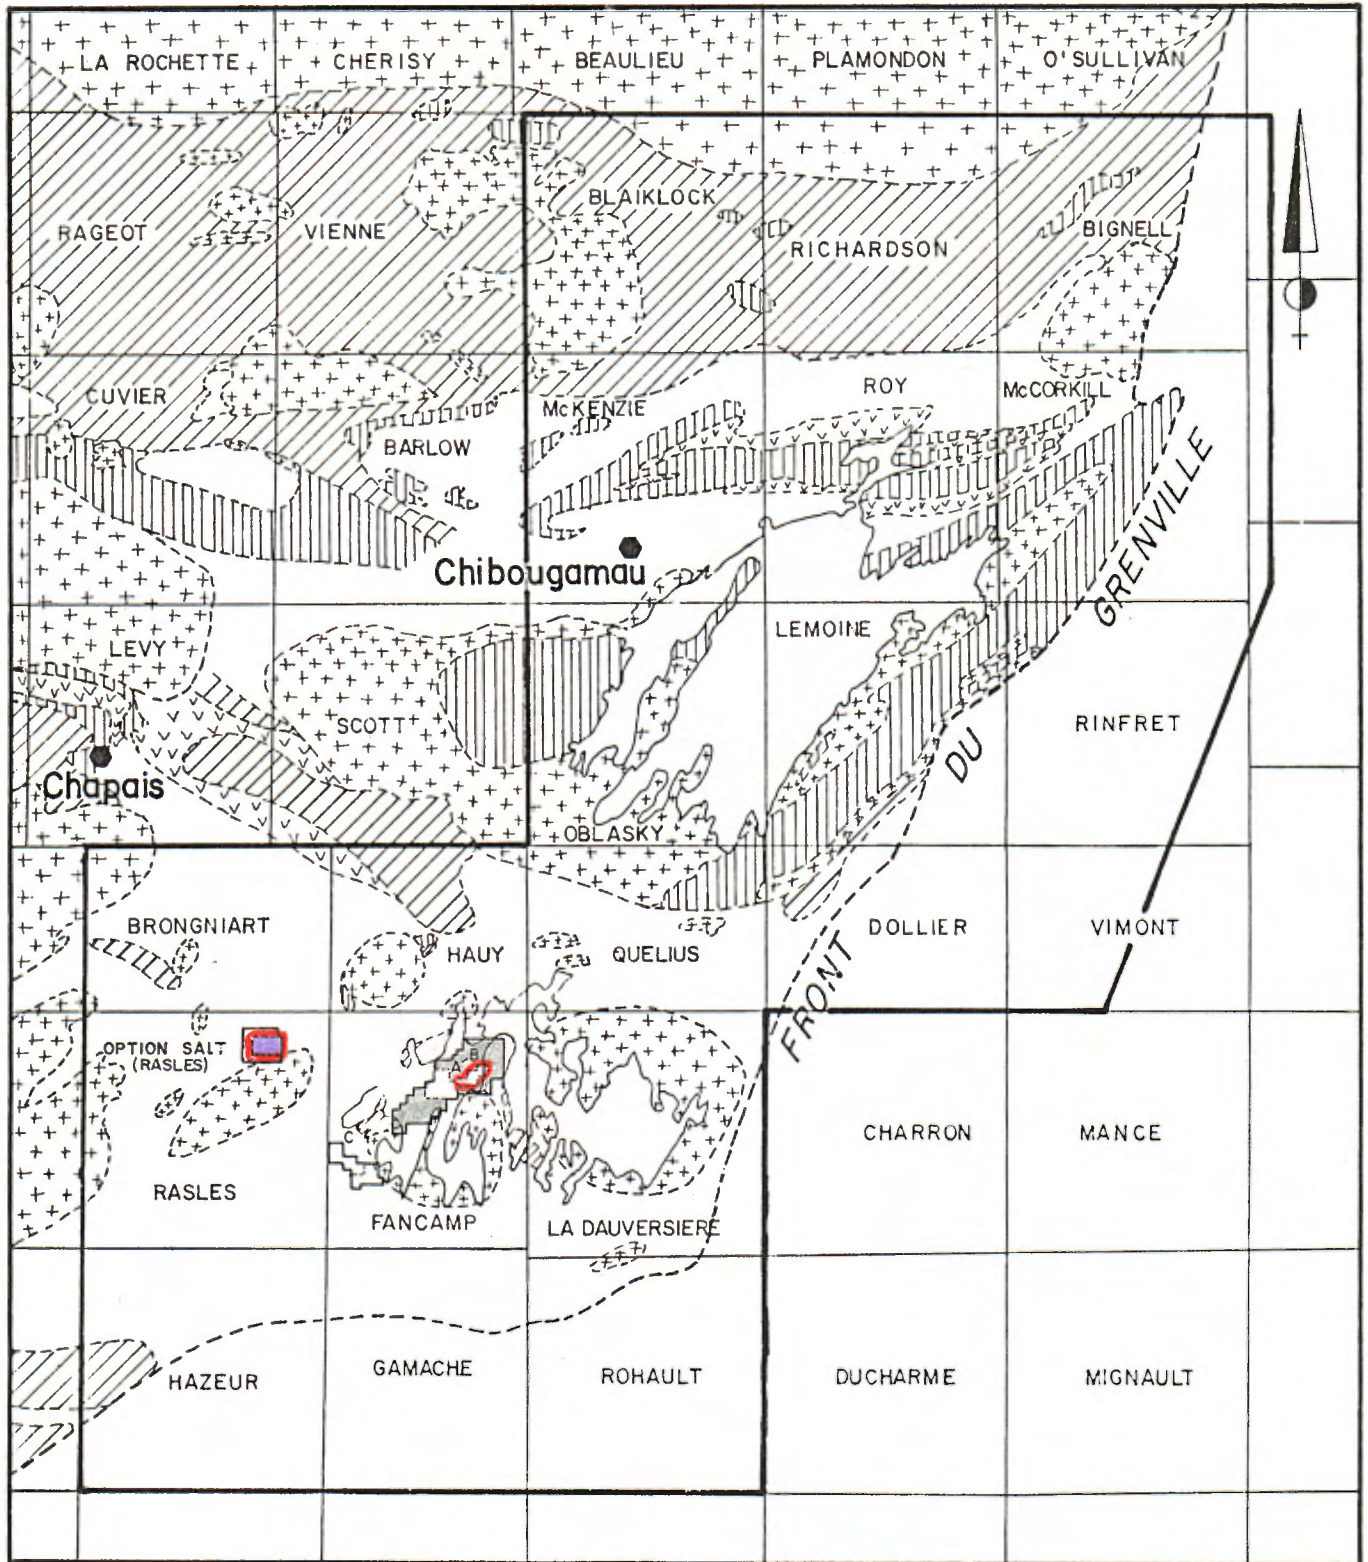 LA ROCHETTE
CHERISY
BEAULIEU
PLAMONDON
O'SULLIVAN
RAGEOT
VIENNE
BLAIKLOCK
RICHARDSON
BIGNELL
CUVIER
BARLOW
McKENZIE
ROY
McCORKILL
Chibougamau
GRENVILLE
LEVY
SCOTT
LEMOINE
RINFRET
DU
Chapais
OBLASKY
BRONGNIART
HAUY
QUELIUS
DOLLIER
VIMONT
FRONT
OPTION SALT
(RASLES)
A
B
C
RASLES
FANCAMP
LA DAUVERSIERE
CHARRON
MANCE
HAZEUR
GAMACHE
ROHAULT
DUCHARME
MIGNAULT